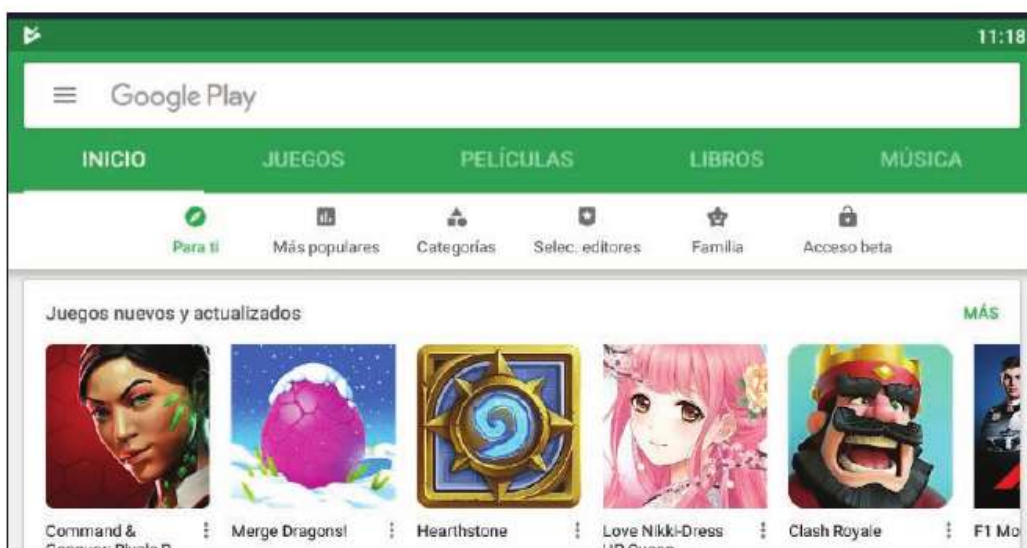 11:18
Google Play
INICIO JUEGOS PELÍCULAS LIBROS MÚSICA
Para ti Más populares Categorías Selec. editores Familia Acceso beta
Juegos nuevos y actualizados MÁS
Command & Merge Dragons! Hearthstone Love Nikki-Dress Clash Royale F1 Mo